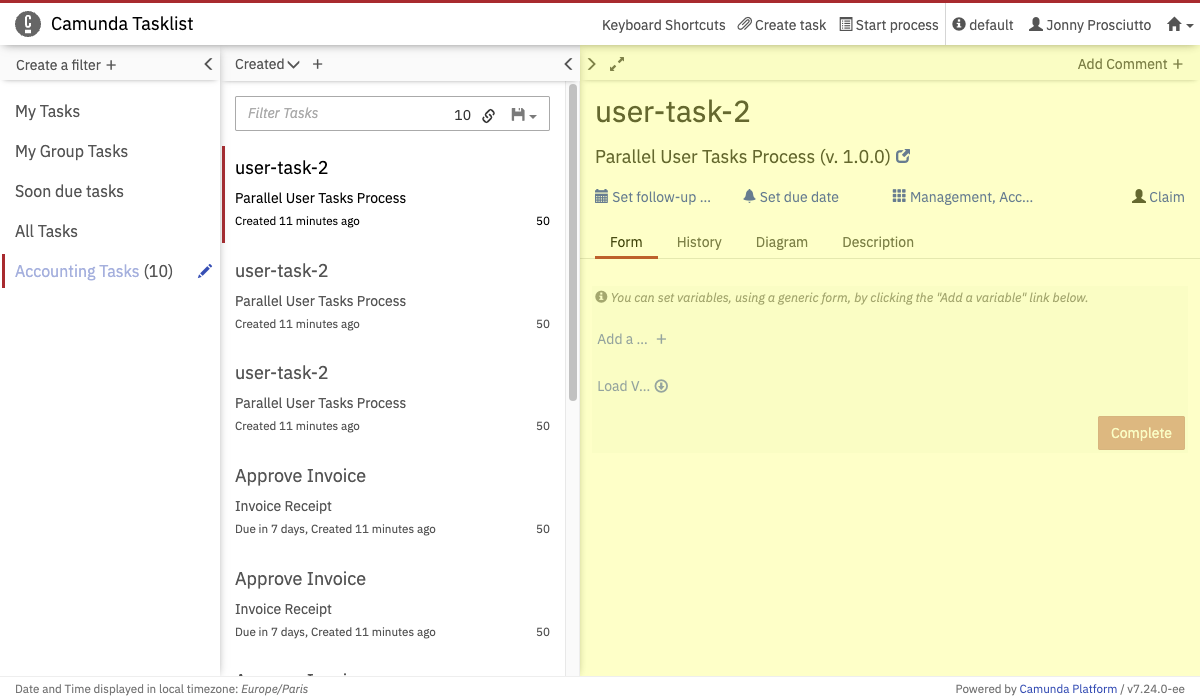 Camunda Tasklist
Keyboard Shortcuts Create task Start process default Jonny Prosciutto
Create a filter +
My Tasks
My Group Tasks
Soon due tasks
All Tasks
Accounting Tasks (10)
Created +
Filter Tasks 10
user-task-2
Parallel User Tasks Process
Created 11 minutes ago 50
user-task-2
Parallel User Tasks Process
Created 11 minutes ago 50
user-task-2
Parallel User Tasks Process
Created 11 minutes ago 50
Approve Invoice
Invoice Receipt
Due in 7 days, Created 11 minutes ago 50
Approve Invoice
Invoice Receipt
Due in 7 days, Created 11 minutes ago 50
Add Comment +
user-task-2
Parallel User Tasks Process (v. 1.0.0)
Set follow-up ... Set due date Management, Acc... Claim
Form History Diagram Description
You can set variables, using a generic form, by clicking the "Add a variable" link below.
Add a ... +
Load V...
Complete
Date and Time displayed in local timezone: Europe/Paris
Powered by Camunda Platform / v7.24.0-ee